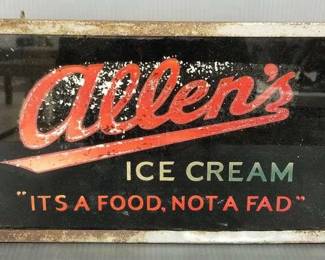 allen's
ICE CREAM
"ITS A FOOD, NOT A FAD"